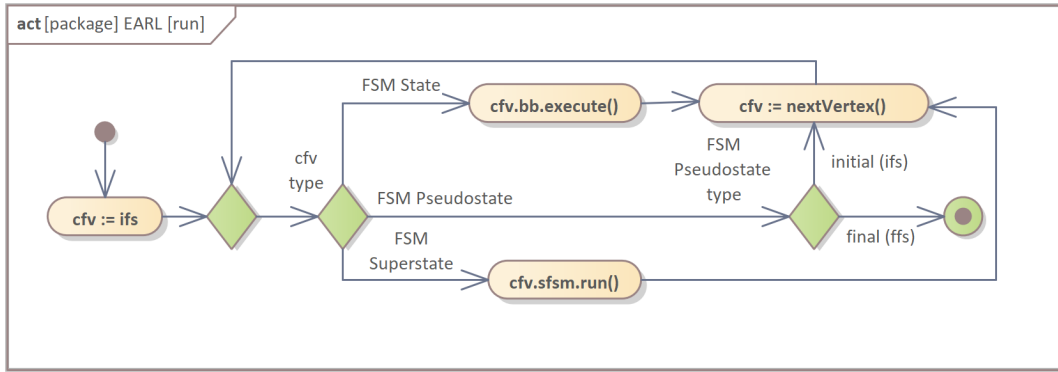 act [package] EARL [run]
FSM State
cfv.bb.execute()
cfv := nextVertex()
cfv
type
FSM
Pseudostate
type
initial (ifs)
cfv := ifs
FSM Pseudostate
final (ffs)
FSM
Superstate
cfv.sfsm.run()